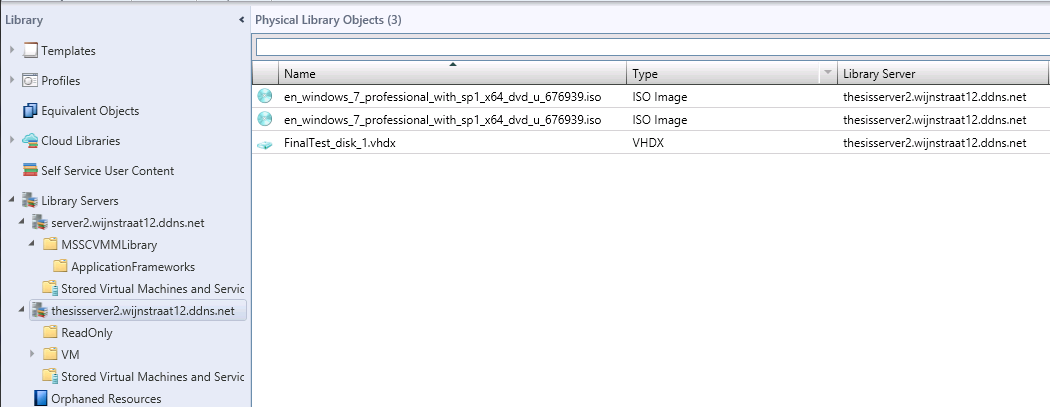 Library
Physical Library Objects (3)
Templates
Profiles
Equivalent Objects
Cloud Libraries
Self Service User Content
Library Servers
server2.wijnstraat12.ddns.net
MSSCVMMLibrary
ApplicationFrameworks
Stored Virtual Machines and Servic
thesisserver2.wijnstraat12.ddns.net
ReadOnly
VM
Stored Virtual Machines and Servic
Orphaned Resources
Name Type Library Server
en_windows_7_professional_with_sp1_x64_dvd_u_676939.iso ISO Image thesisserver2.wijnstraat12.ddns.net
en_windows_7_professional_with_sp1_x64_dvd_u_676939.iso ISO Image thesisserver2.wijnstraat12.ddns.net
FinalTest_disk_1.vhdx VHDX thesisserver2.wijnstraat12.ddns.net